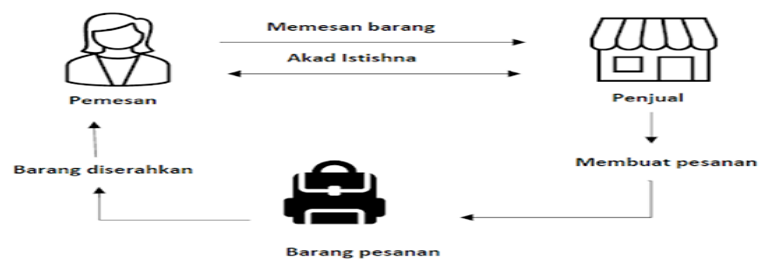 Memesan barang
Akad Istishna
Pemesan
Penjual
Membuat pesanan
Barang diserahkan
Barang pesanan